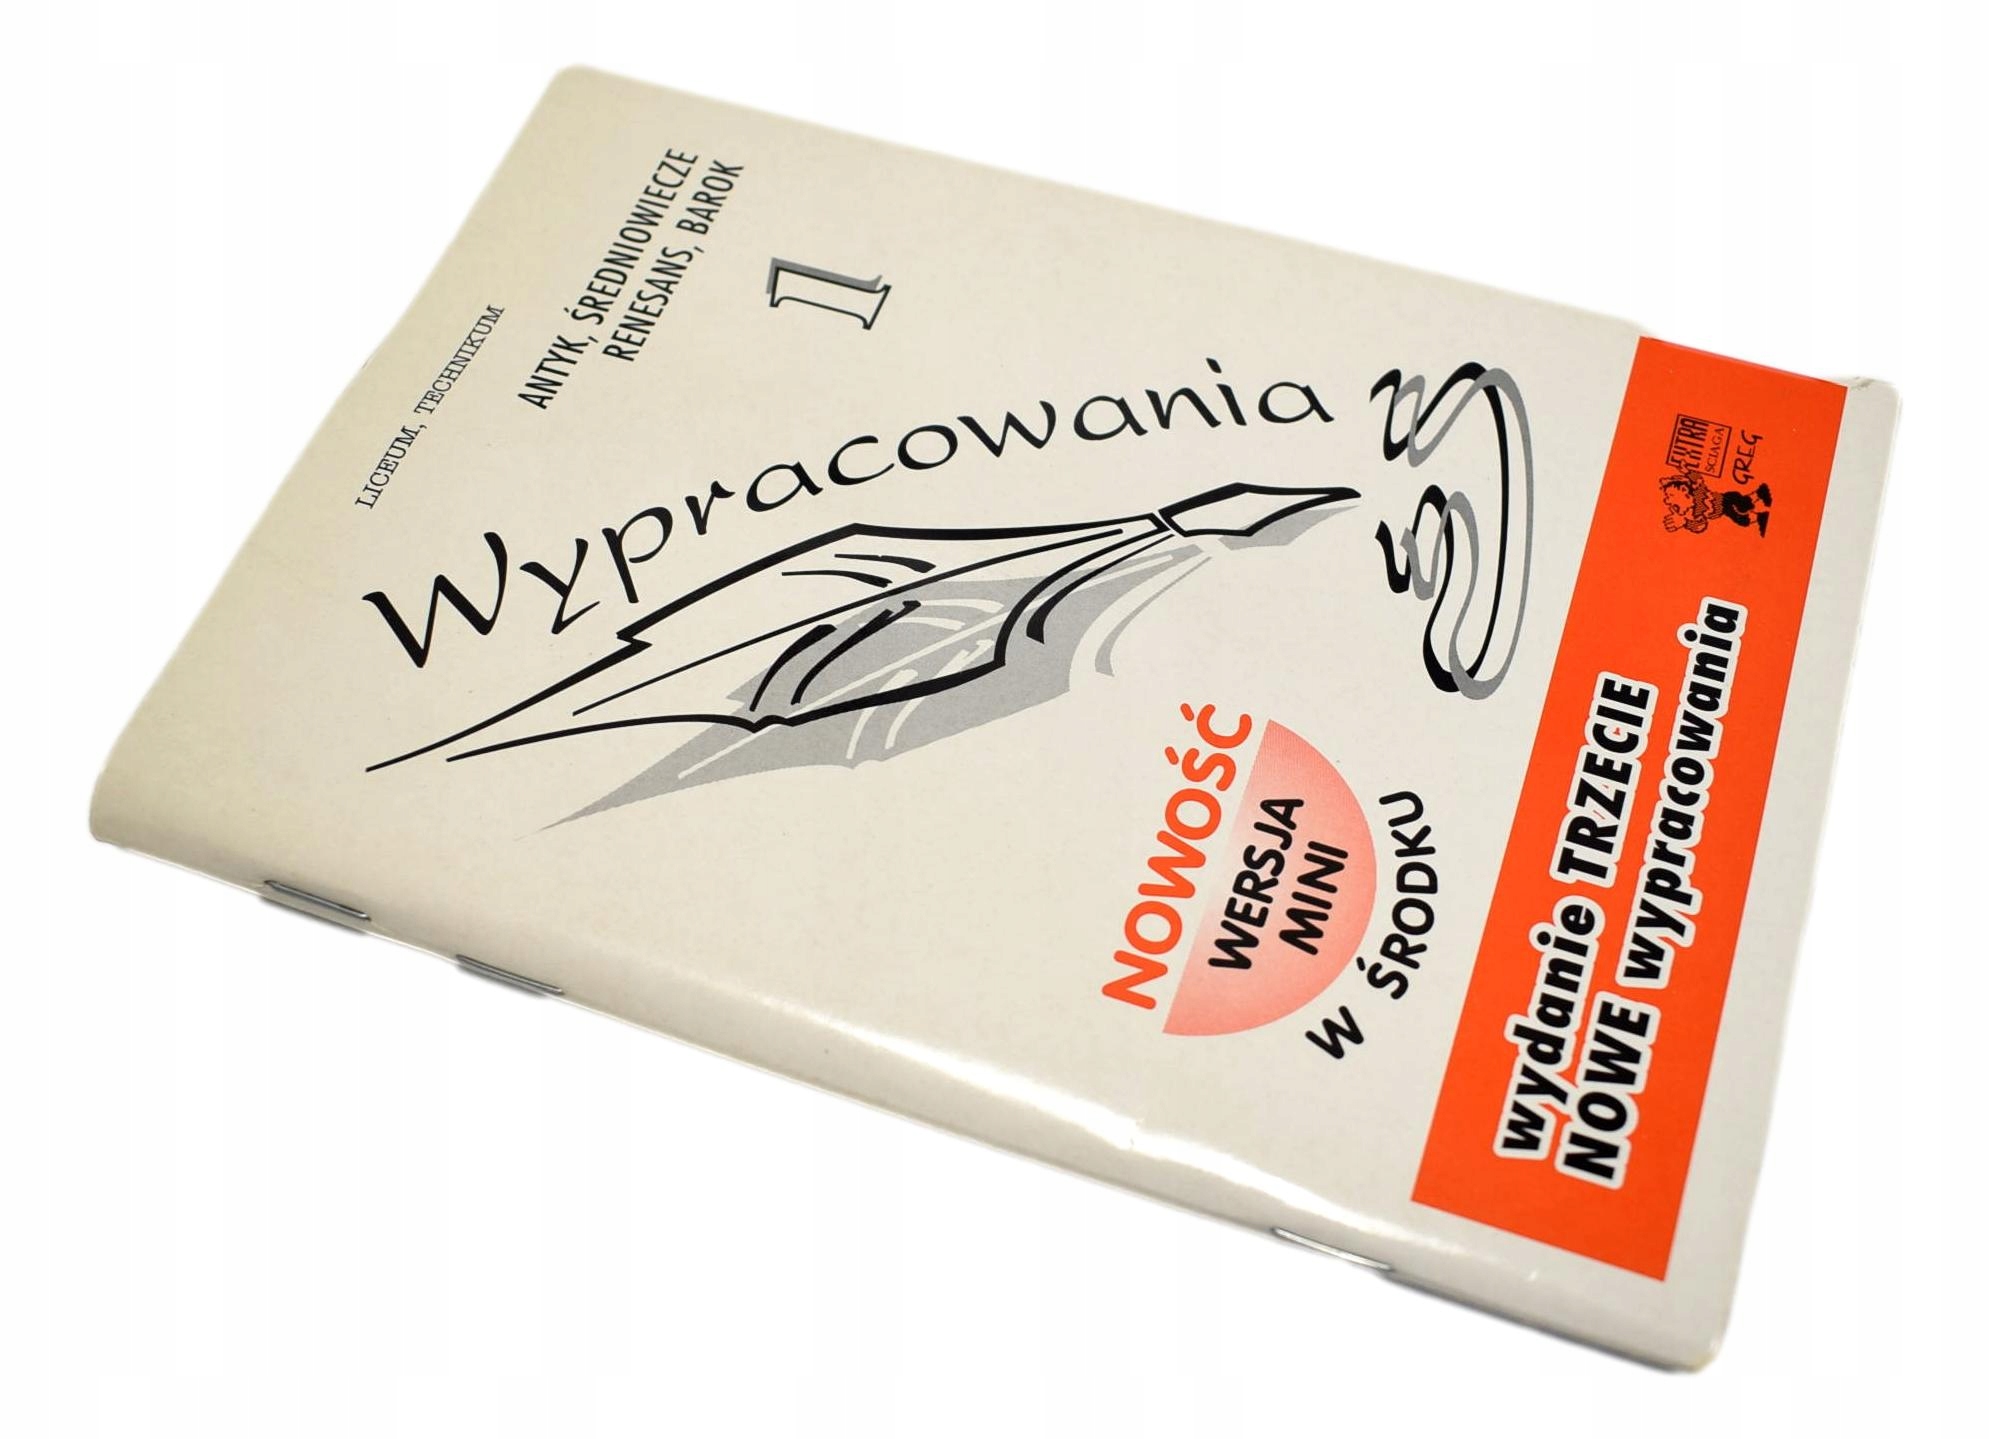 LICEUM, TECHNIKUM
ANTYK, ŚREDNIOWIECZE
RENESANS, BAROK
1
Wypracowania
NOWOŚĆ
WERSJA
MINI
W ŚRODKU
EXTRA
ŚCIĄGA
GREG
wydanie TRZECIE
NOWE wypracowania